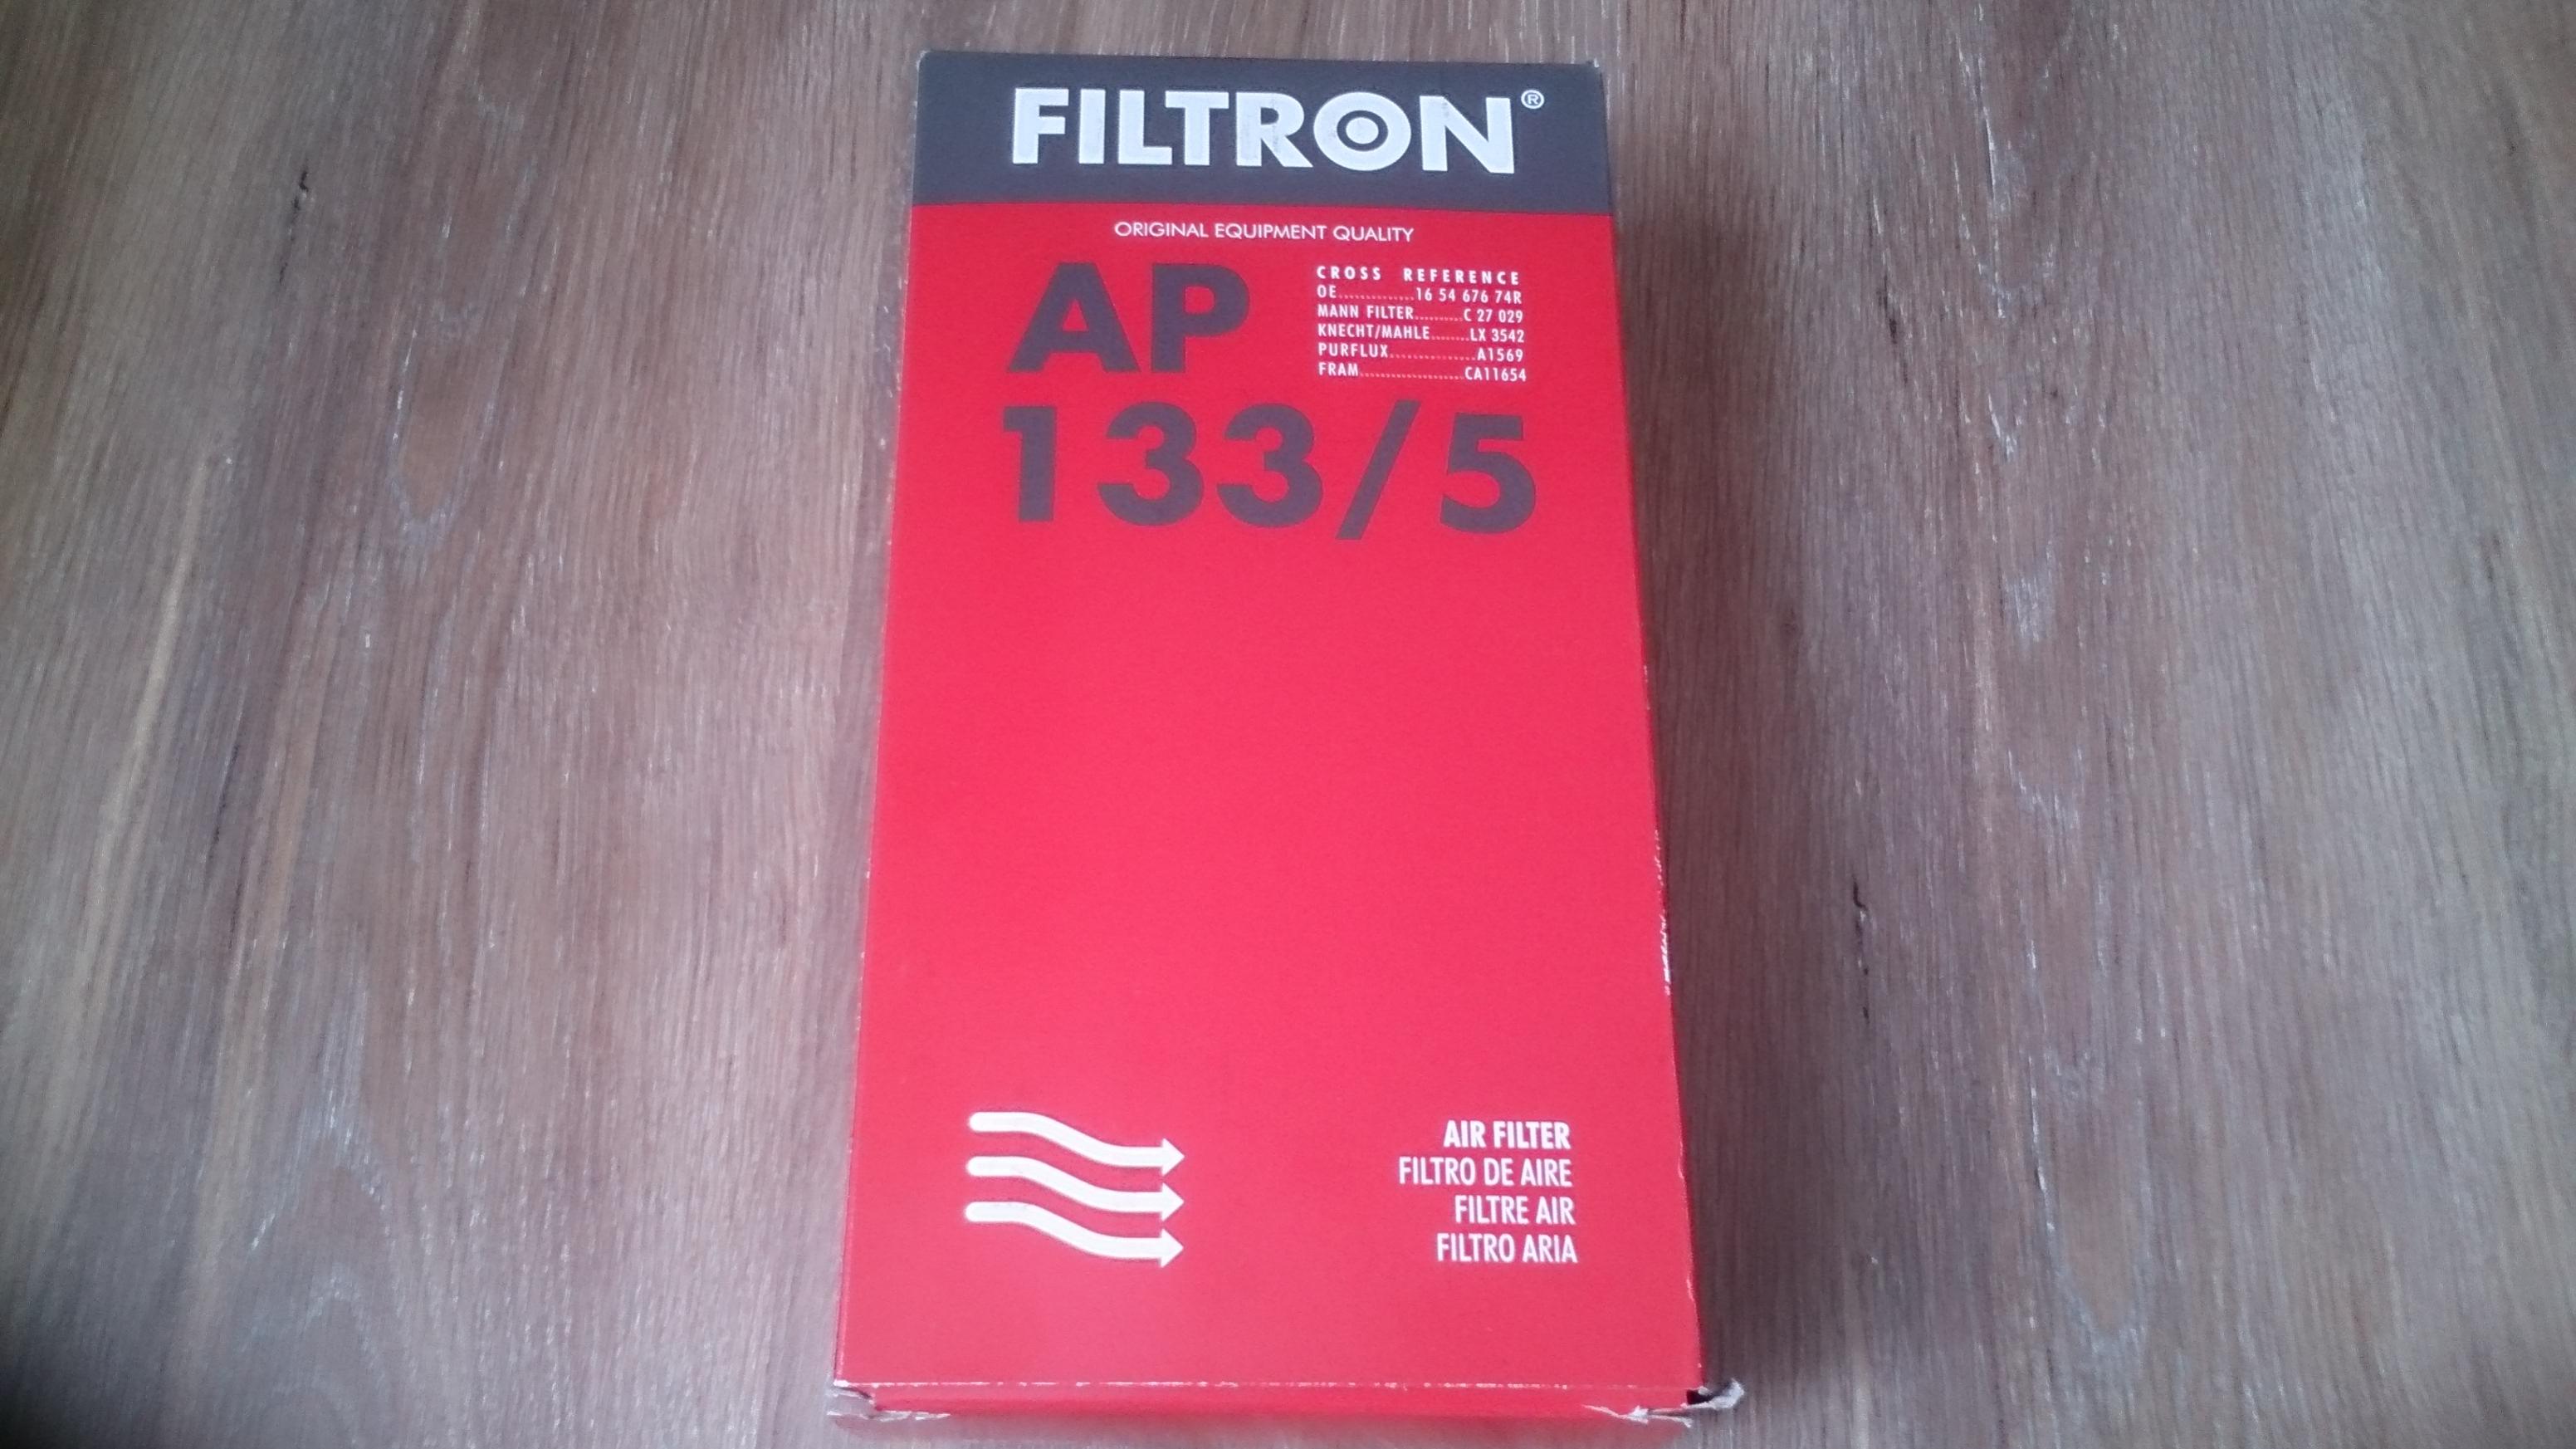 FILTRON®
ORIGINAL EQUIPMENT QUALITY
AP
133/5
CROSS REFERENCE
OE..............16 54 676 74R
MANN FILTER..........C 27 029
KNECHT/MAHLE........LX 3542
PURFLUX................A1569
FRAM....................CA11654
AIR FILTER
FILTRO DE AIRE
FILTRE AIR
FILTRO ARIA